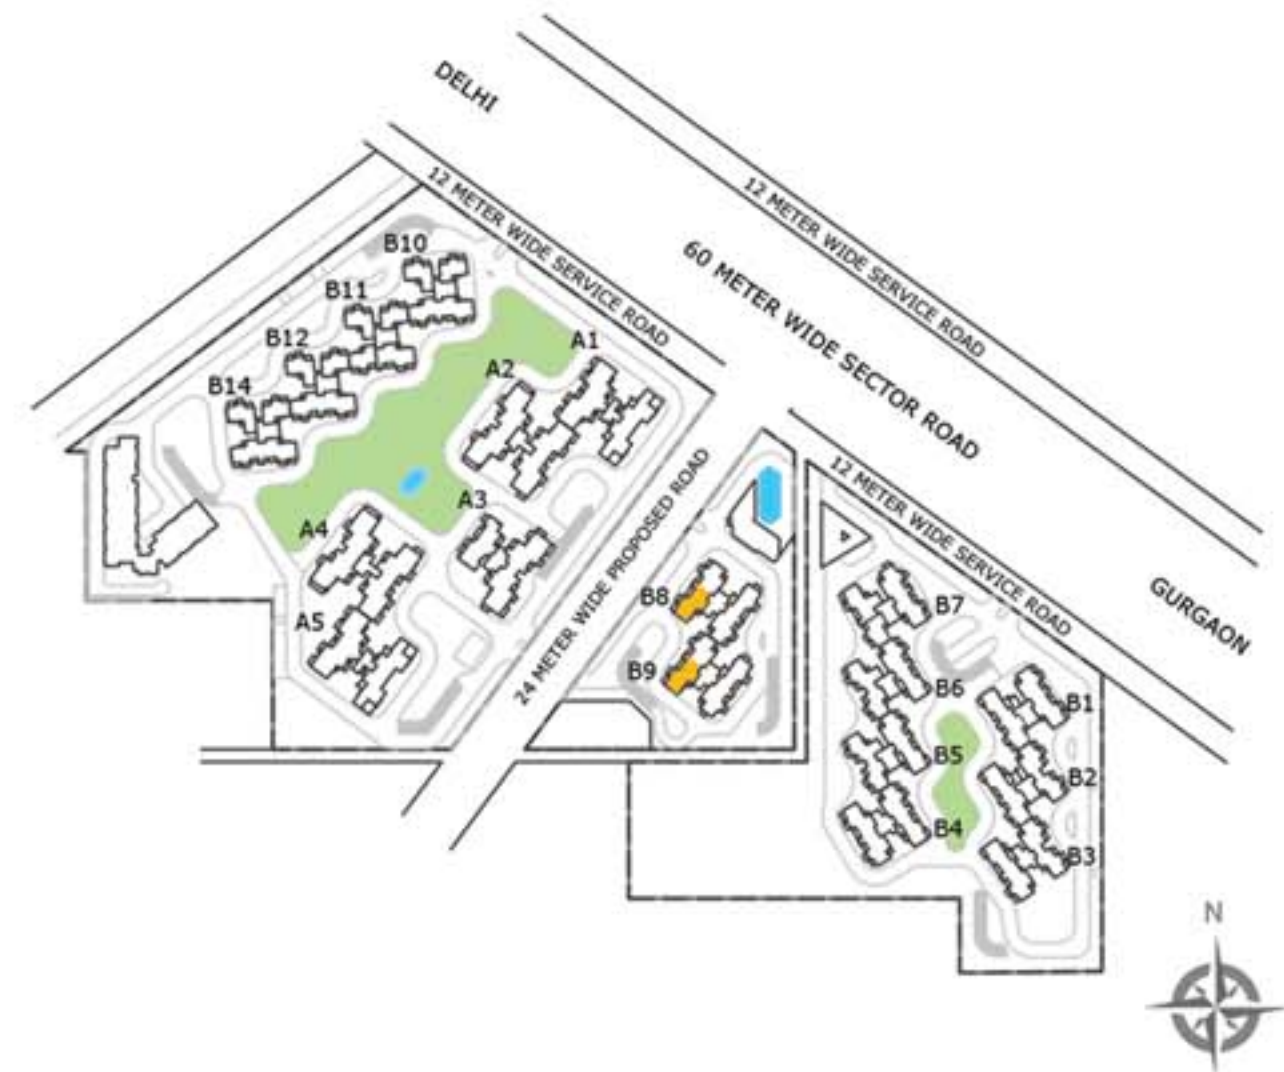 DELHI
12 METER WIDE SERVICE ROAD
12 METER WIDE SERVICE ROAD
60 METER WIDE SECTOR ROAD
B10
B11
B12
B14
A1
A2
A3
A4
A5
24 METER WIDE PROPOSED ROAD
12 METER WIDE SERVICE ROAD
GURGAON
B8
B9
B7
B6
B5
B4
B1
B2
B3
N